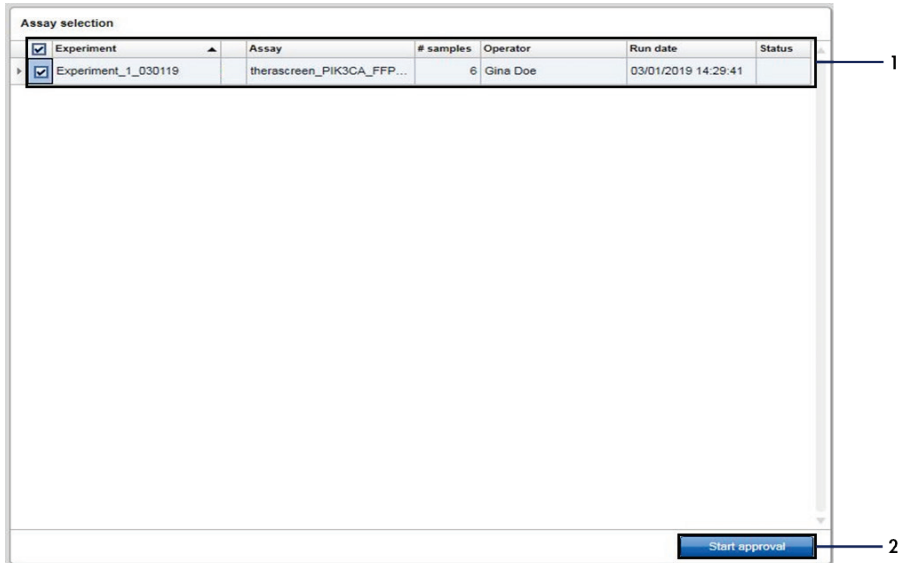 Assay selection
Experiment Assay # samples Operator Run date Status
Experiment_1_030119 therascreen_PIK3CA_FFP... 6 Gina Doe 03/01/2019 14:29:41
1
Start approval
2